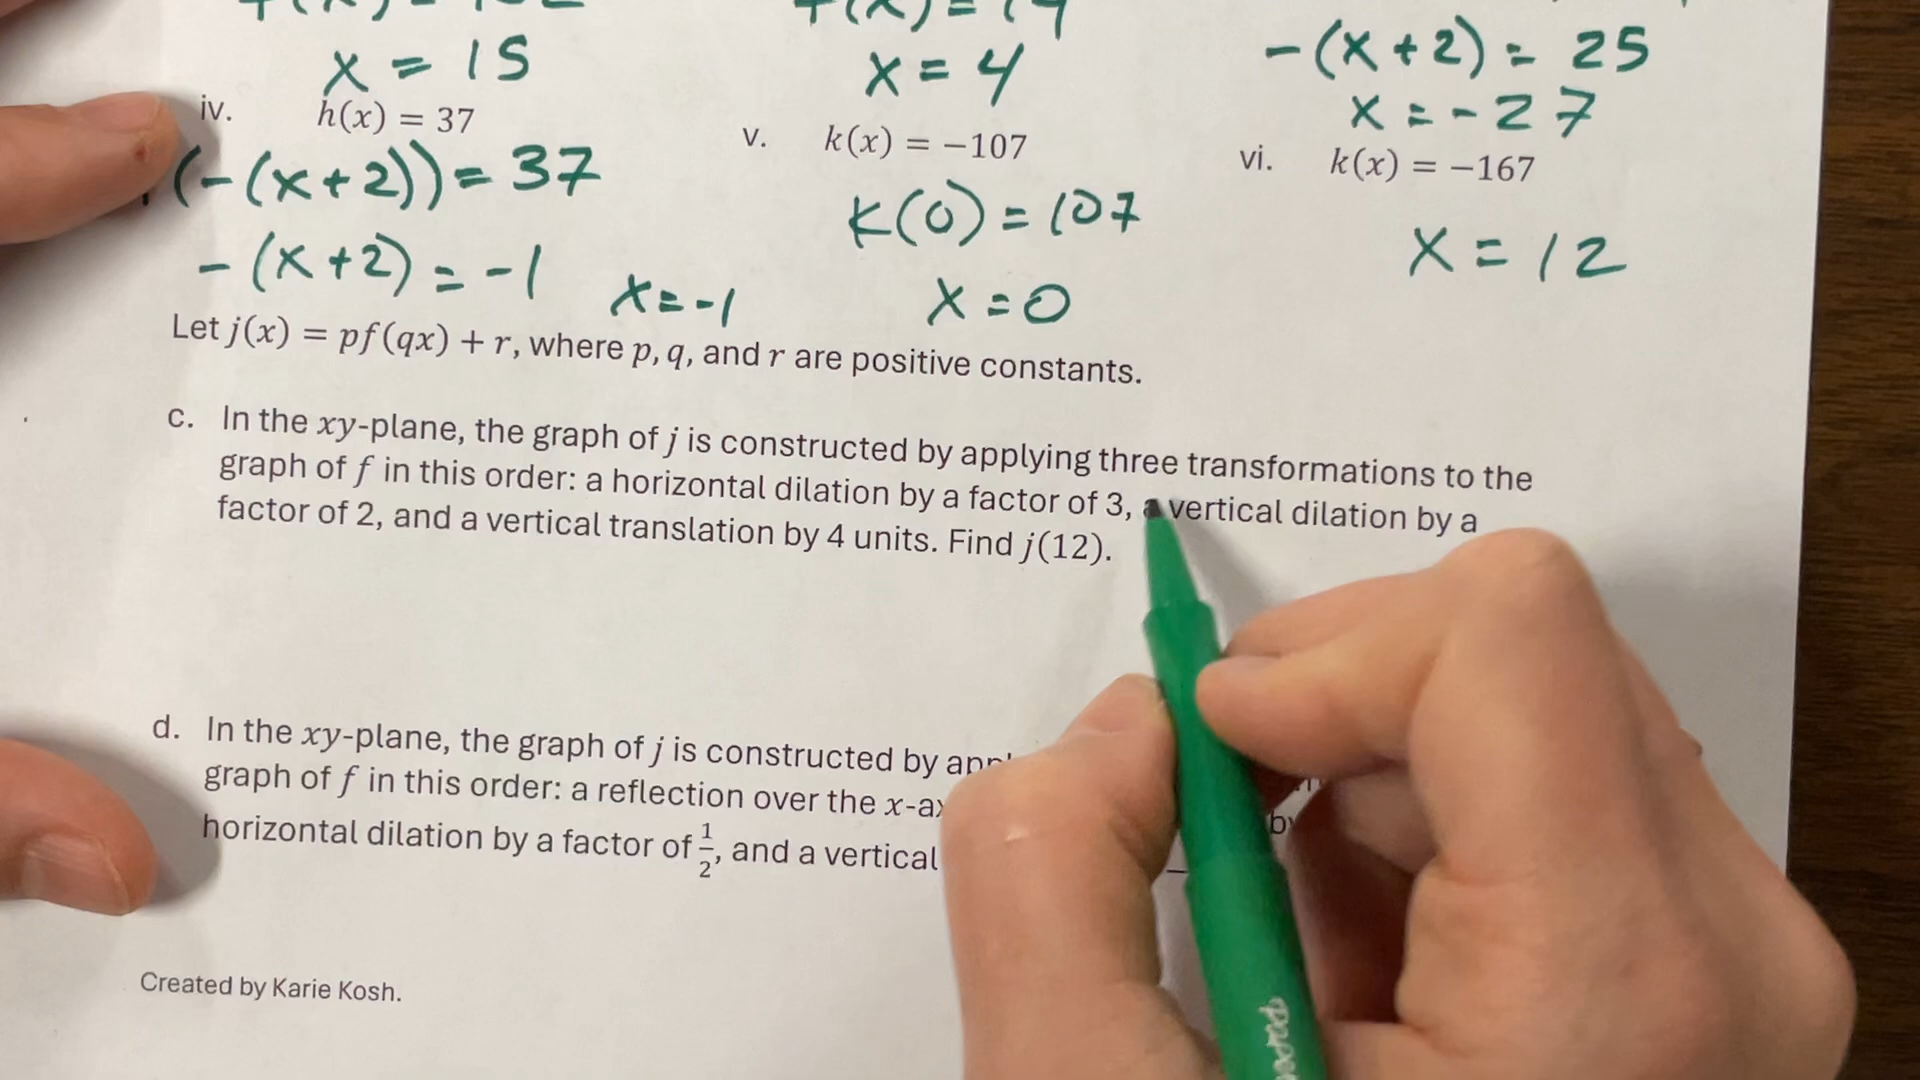 x = 15
x = 4
-(x+2) = 25
x = -27
iv. h(x) = 37
v. k(x) = −107
vi. k(x) = −167
(-(x+2)) = 37
K(0) = 107
x = 12
-(x+2) = -1
x = -1
x = 0
Let j(x) = pf(qx) + r, where p, q, and r are positive constants.
c. In the xy-plane, the graph of j is constructed by applying three transformations to the
graph of f in this order: a horizontal dilation by a factor of 3, a vertical dilation by a
factor of 2, and a vertical translation by 4 units. Find j(12).
d. In the xy-plane, the graph of j is constructed by
graph of f in this order: a reflection over the x-
horizontal dilation by a factor of 1/2, and a vertical
Created by Karie Kosh.